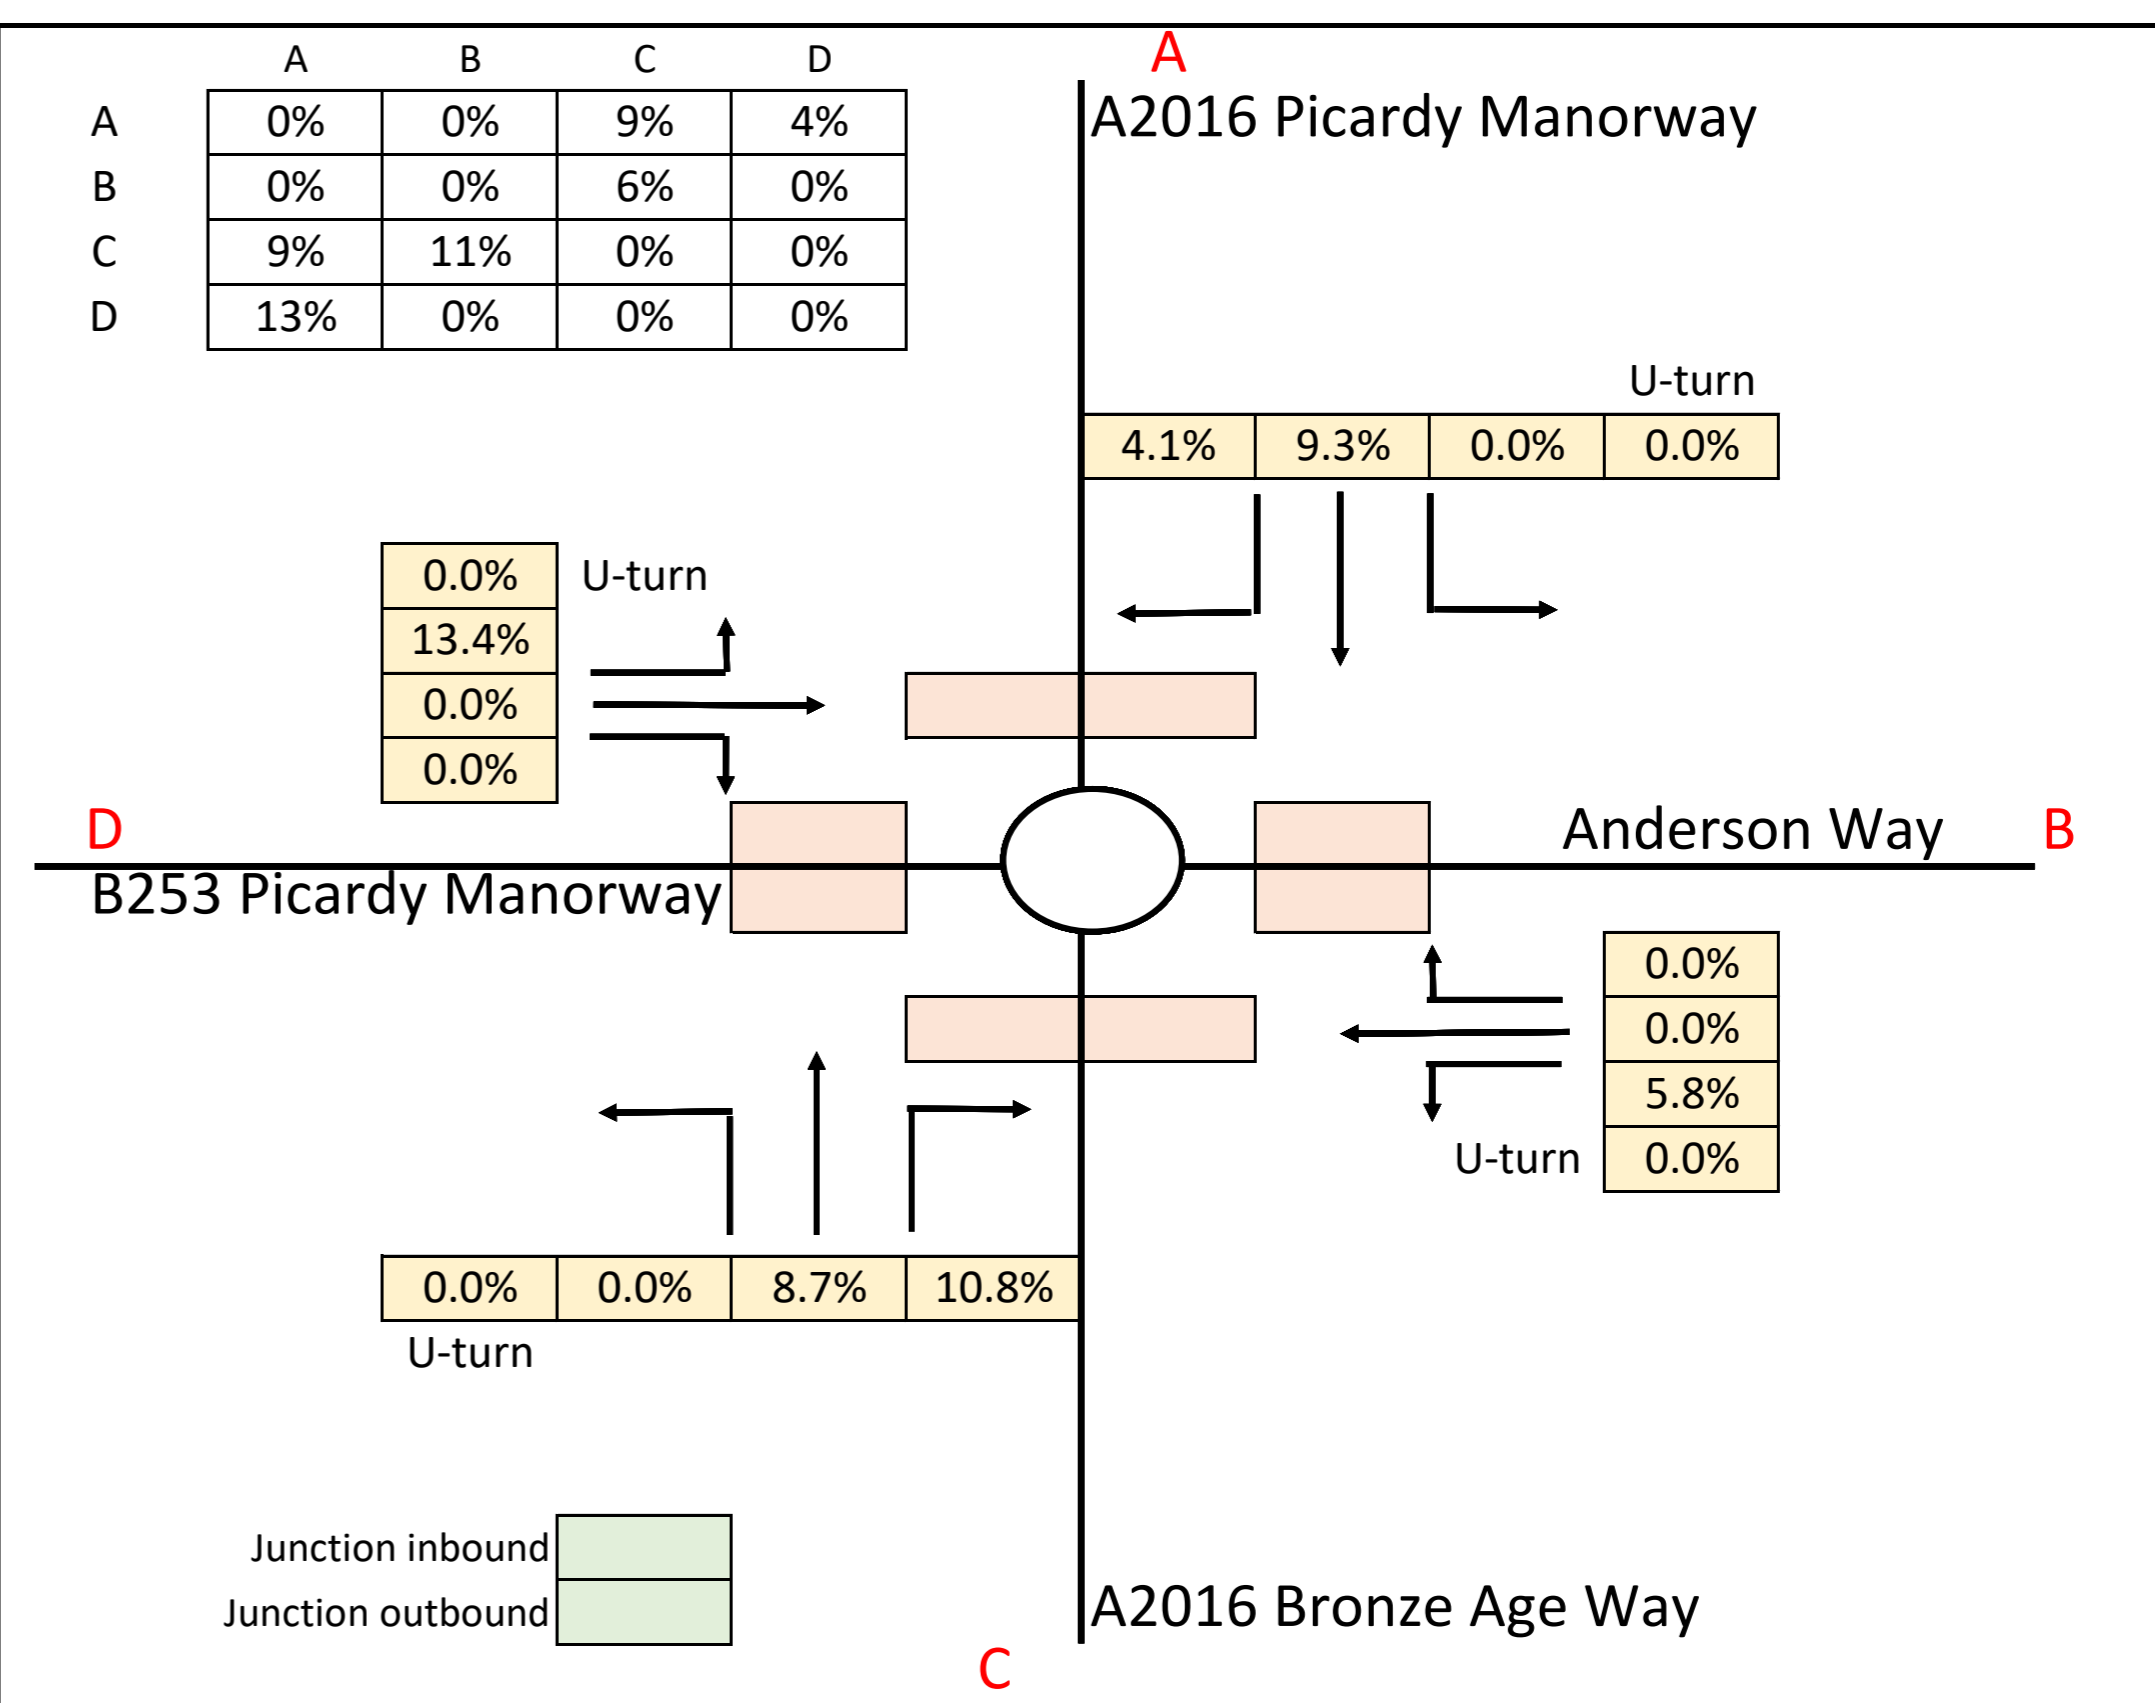 A B C D
A 0% 0% 9% 4%
B 0% 0% 6% 0%
C 9% 11% 0% 0%
D 13% 0% 0% 0%
A
A2016 Picardy Manorway
U-turn
4.1% 9.3% 0.0% 0.0%
0.0% U-turn
13.4%
0.0%
0.0%
D
B253 Picardy Manorway
Anderson Way B
0.0%
0.0%
5.8%
U-turn 0.0%
0.0% 0.0% 8.7% 10.8%
U-turn
Junction inbound
Junction outbound
A2016 Bronze Age Way
C